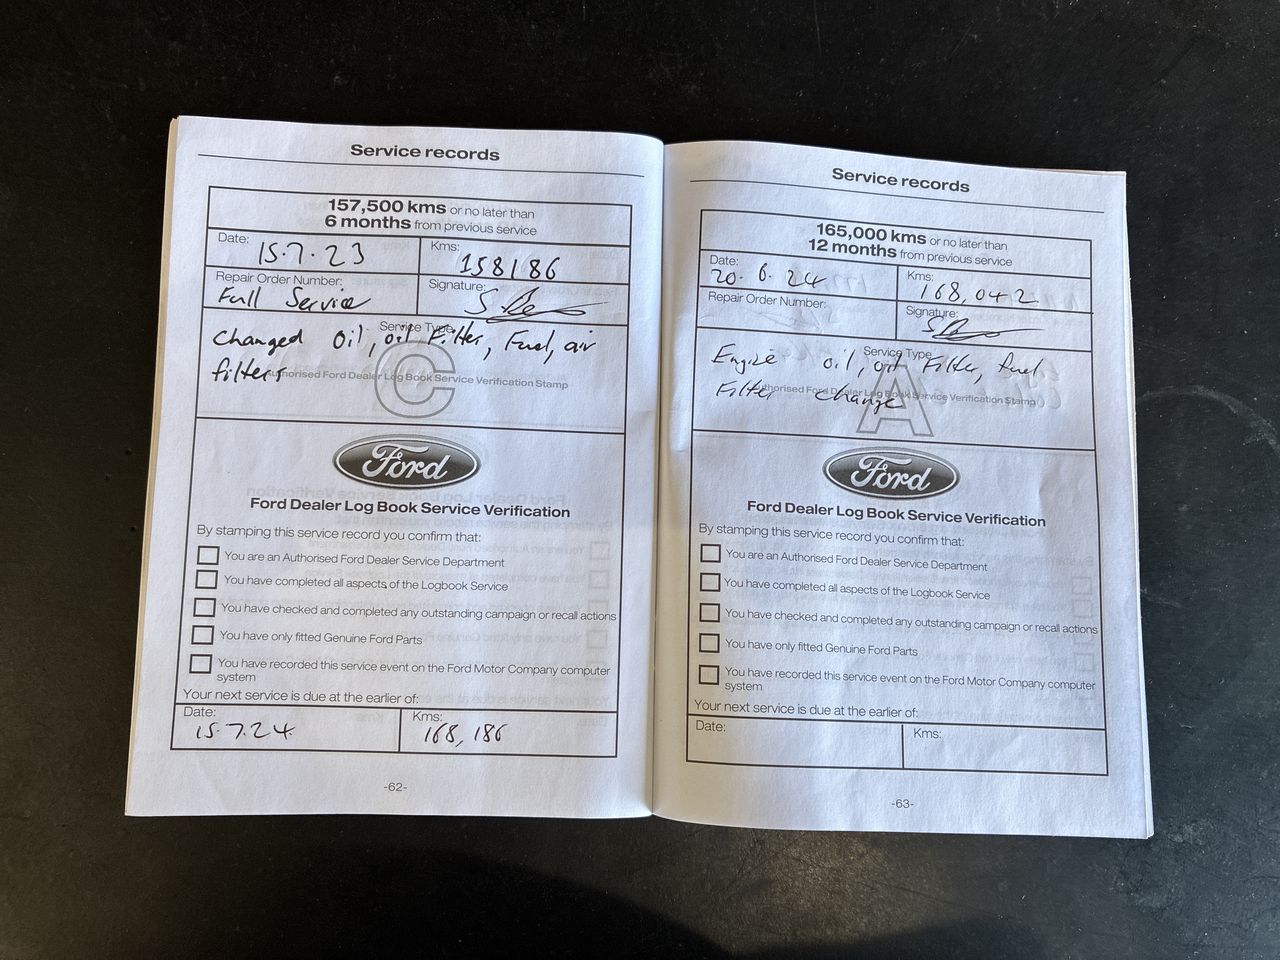 Service records
157,500 kms or no later than
6 months from previous service
Date: 15.7.23
Kms: 158186
Repair Order Number: Full Service
Signature:
Service Type
Changed Oil, oil Filter, Fuel, air
filters
Authorised Ford Dealer Log Book Service Verification Stamp
C
Ford
Ford Dealer Log Book Service Verification
By stamping this service record you confirm that:
You are an Authorised Ford Dealer Service Department
You have completed all aspects of the Logbook Service
You have checked and completed any outstanding campaign or recall actions
You have only fitted Genuine Ford Parts
You have recorded this service event on the Ford Motor Company computer
system
Your next service is due at the earlier of:
Date: 15.7.24
Kms: 168,186
-62-
Service records
165,000 kms or no later than
12 months from previous service
Date: 20.6.24
Kms: 168,042
Repair Order Number:
Signature:
Service Type
Engine oil, oil Filter, fuel
Filter change
Authorised Ford Dealer Log Book Service Verification Stamp
A
Ford
Ford Dealer Log Book Service Verification
By stamping this service record you confirm that:
You are an Authorised Ford Dealer Service Department
You have completed all aspects of the Logbook Service
You have checked and completed any outstanding campaign or recall actions
You have only fitted Genuine Ford Parts
You have recorded this service event on the Ford Motor Company computer
system
Your next service is due at the earlier of:
Date:
Kms:
-63-